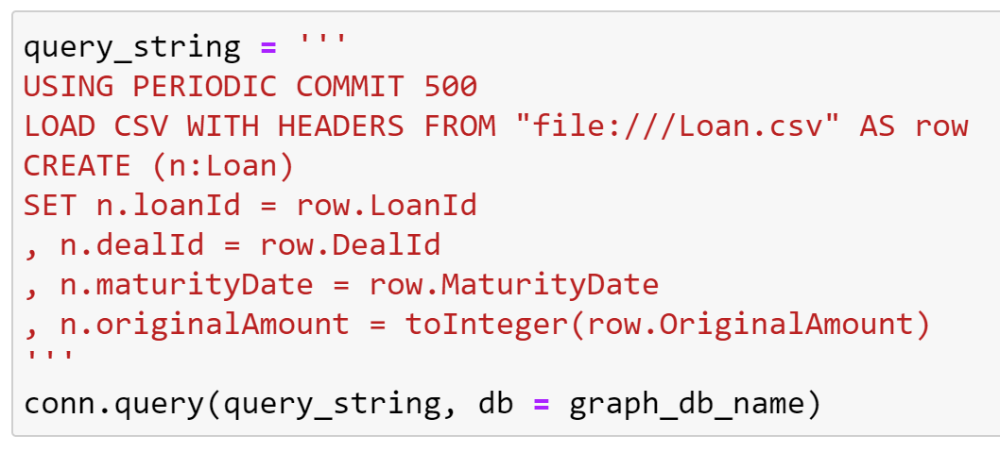 query_string = '''
USING PERIODIC COMMIT 500
LOAD CSV WITH HEADERS FROM "file:///Loan.csv" AS row
CREATE (n:Loan)
SET n.loanId = row.LoanId
, n.dealId = row.DealId
, n.maturityDate = row.MaturityDate
, n.originalAmount = toInteger(row.OriginalAmount)
'''
conn.query(query_string, db = graph_db_name)